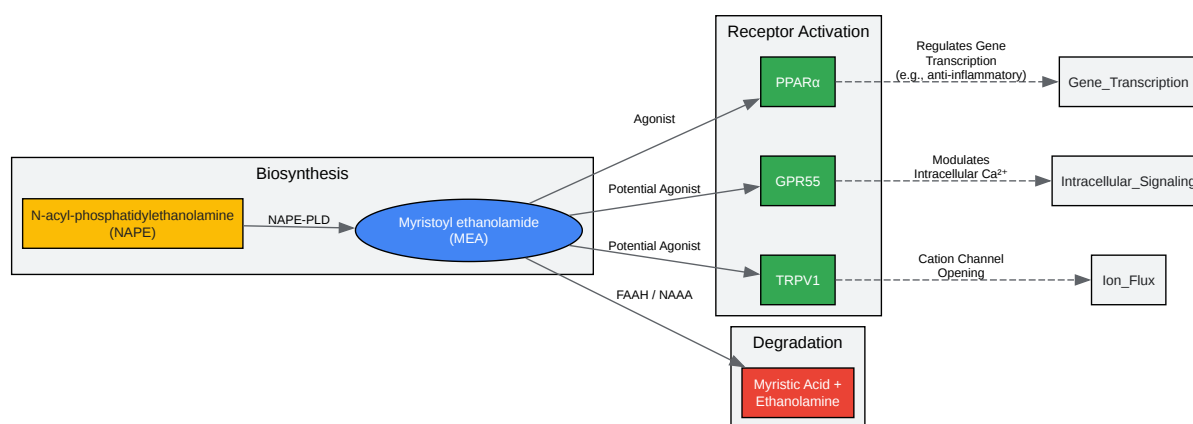 Receptor Activation
PPARα
Regulates Gene
Transcription
(e.g., anti-inflammatory)
Gene_Transcription
Agonist
Biosynthesis
N-acyl-phosphatidylethanolamine
(NAPE)
NAPE-PLD
Myristoyl ethanolamide
(MEA)
Potential Agonist
GPR55
Modulates
Intracellular Ca²⁺
Intracellular_Signaling
Potential Agonist
TRPV1
Cation Channel
Opening
Ion_Flux
FAAH / NAAA
Degradation
Myristic Acid +
Ethanolamine